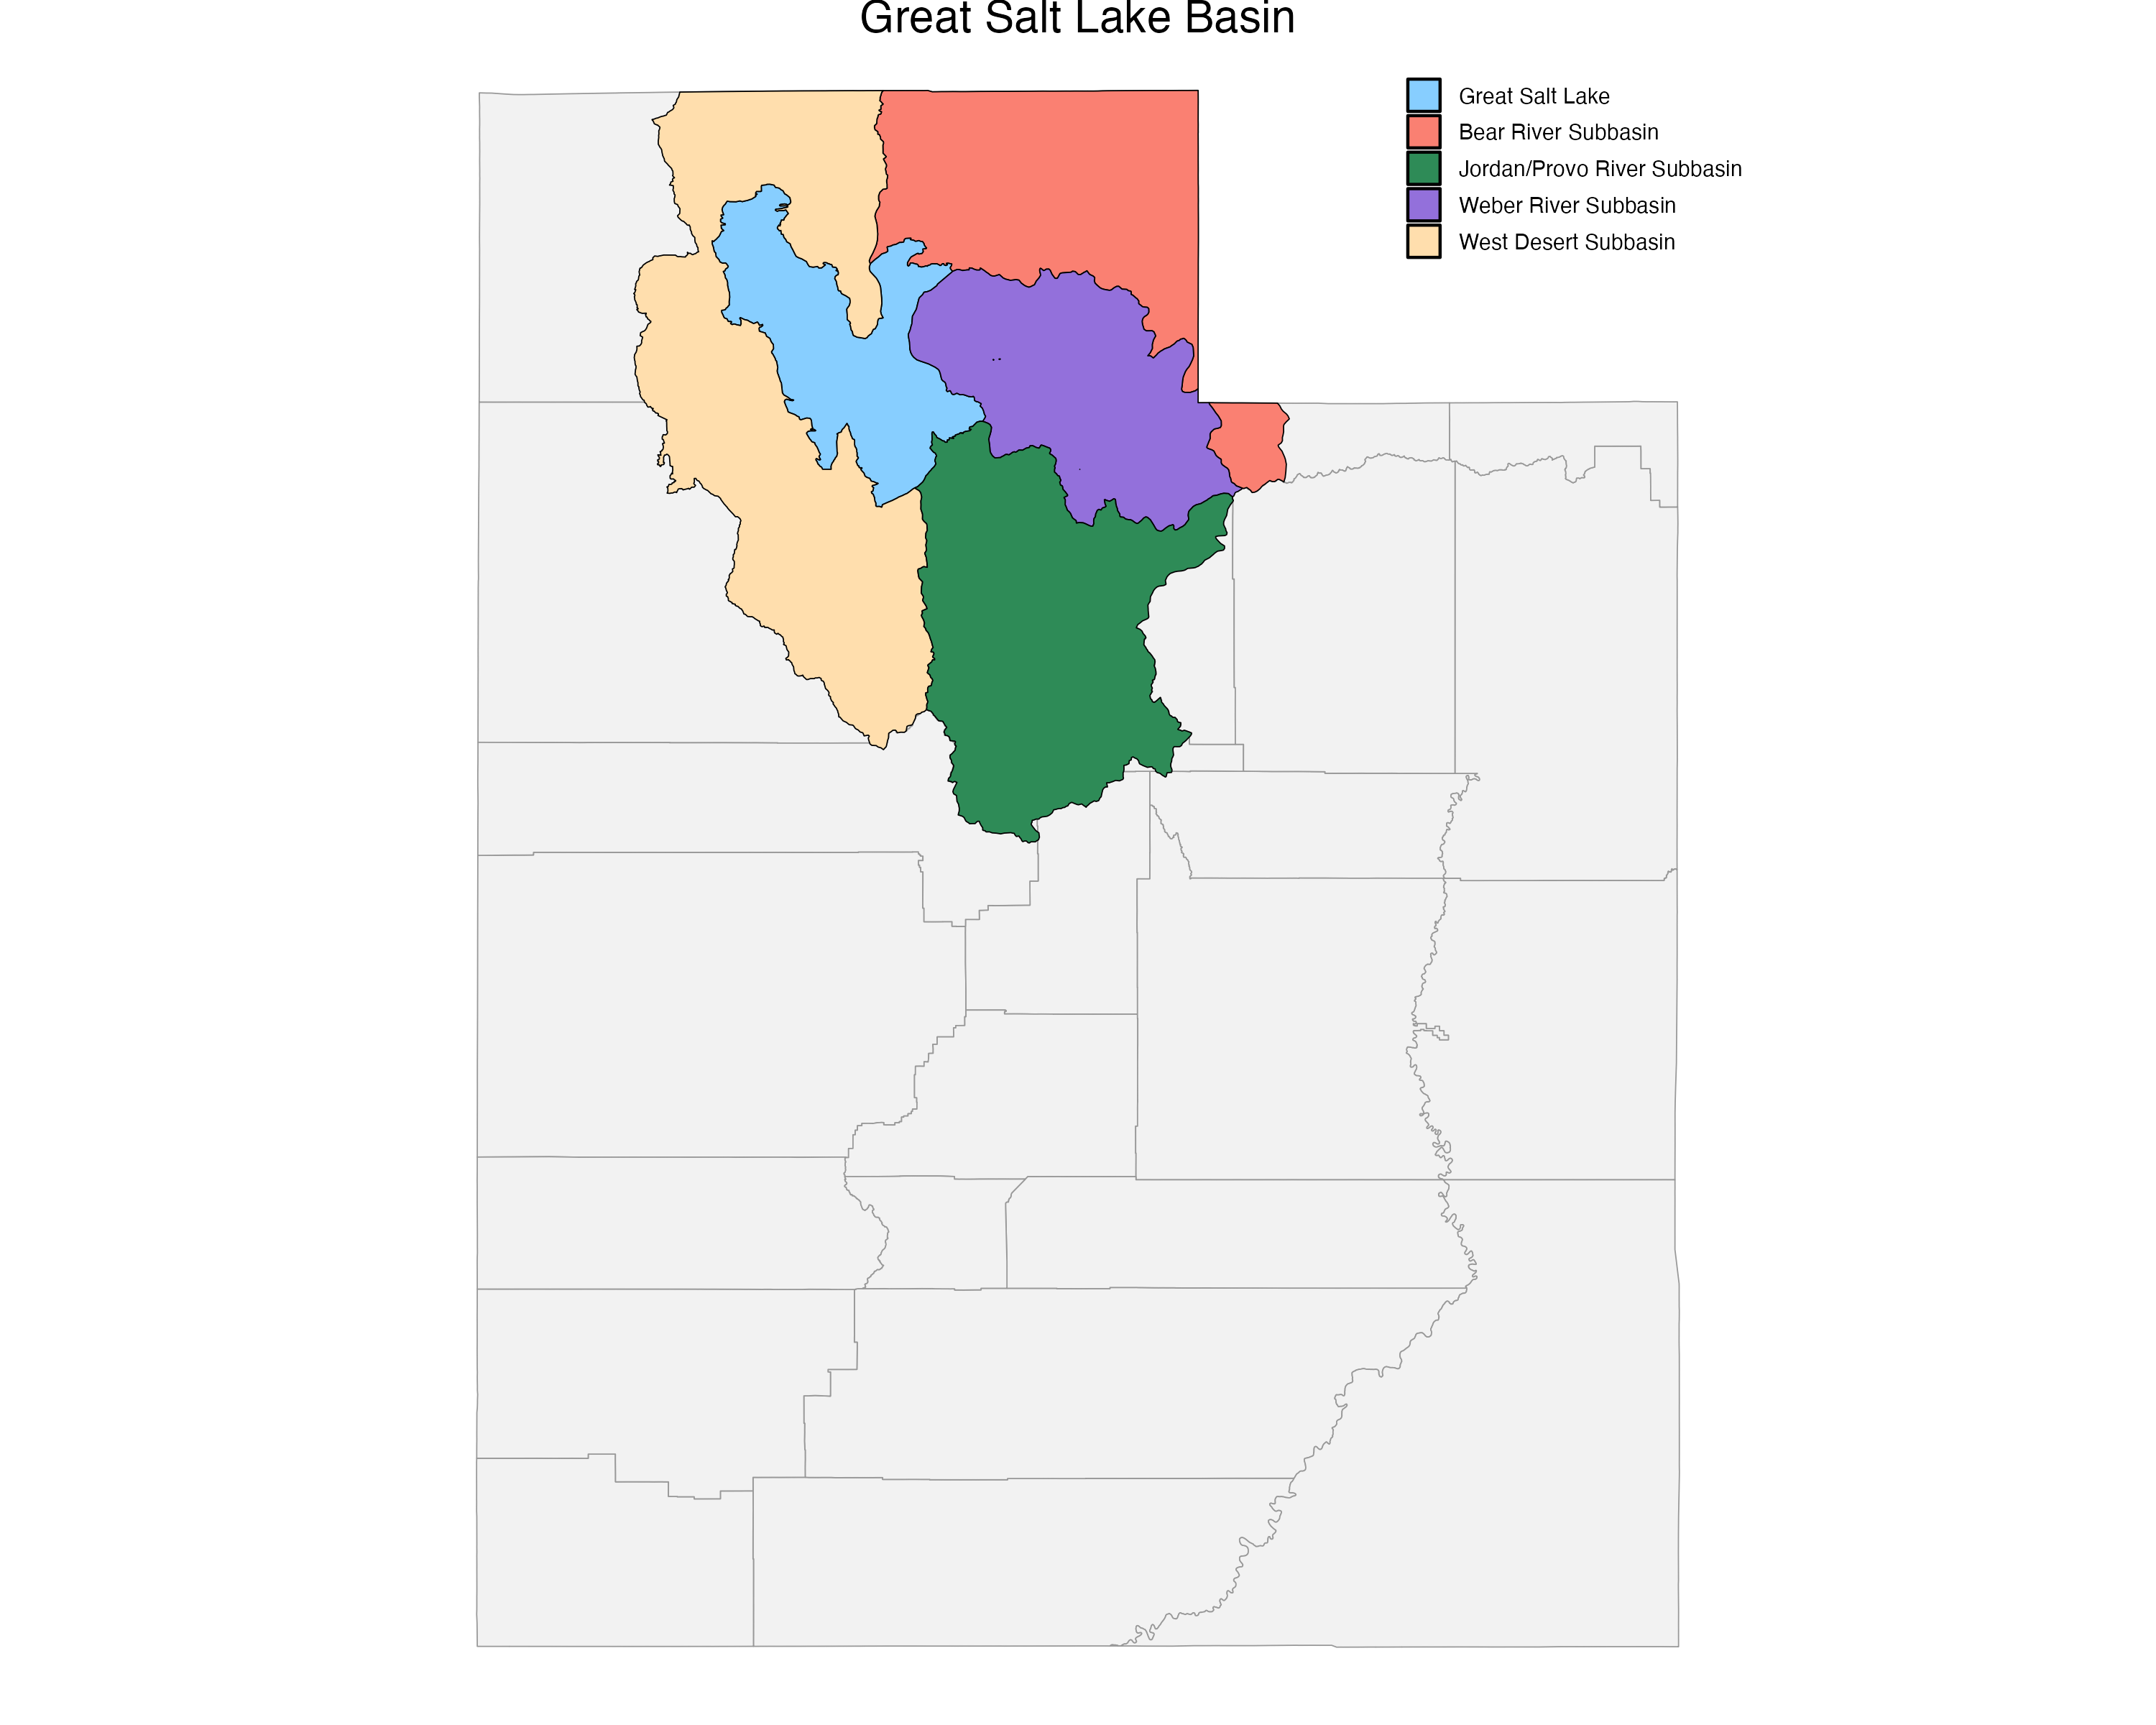 Great Salt Lake Basin
Great Salt Lake
Bear River Subbasin
Jordan/Provo River Subbasin
Weber River Subbasin
West Desert Subbasin